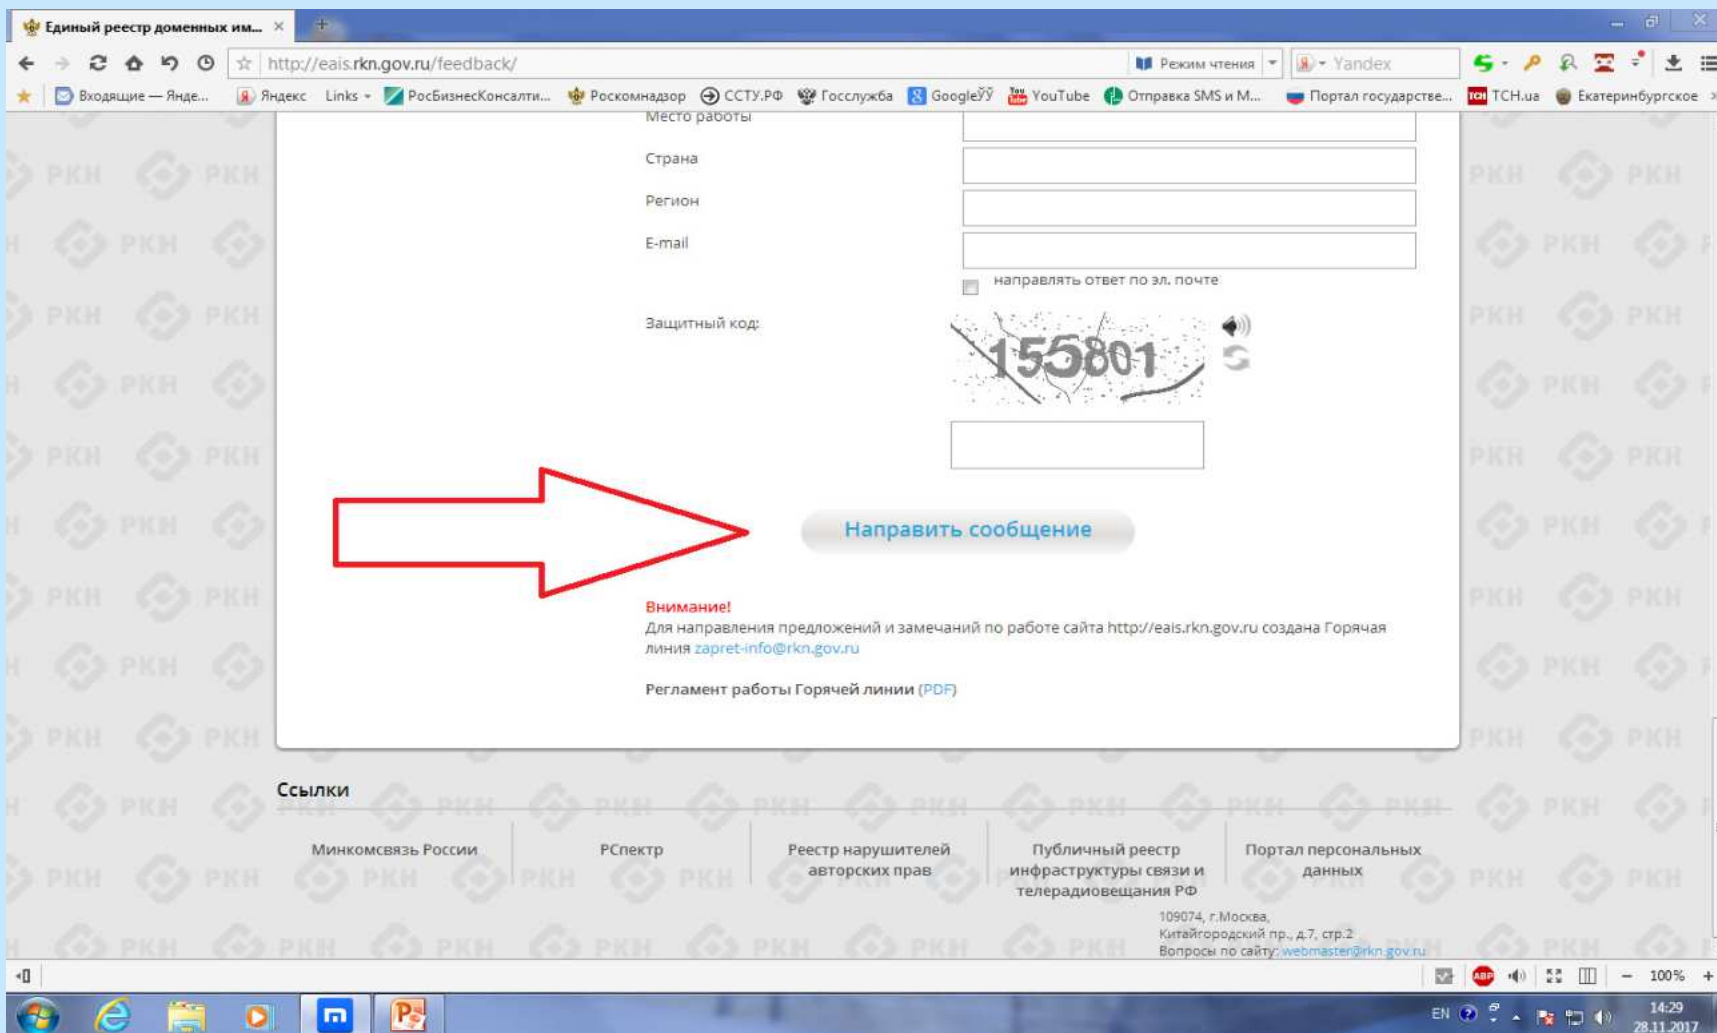 Единый реестр доменных им...
http://eais.rkn.gov.ru/feedback/
Режим чтения
Yandex
Входящие — Янде...
Яндекс
Links
РосБизнесКонсалти...
Роскомнадзор
ССТУ.РФ
Госслужба
GoogleЎЎ
YouTube
Отправка SMS и М...
Портал государстве...
ТСН.ua
Екатеринбургское
Место работы
Страна
Регион
E-mail
направлять ответ по эл. почте
Защитный код:
155801
Направить сообщение
Внимание!
Для направления предложений и замечаний по работе сайта http://eais.rkn.gov.ru создана Горячая
линия zapret-info@rkn.gov.ru
Регламент работы Горячей линии (PDF)
Ссылки
Минкомсвязь России
РСпектр
Реестр нарушителей
авторских прав
Публичный реестр
инфраструктуры связи и
телерадиовещания РФ
Портал персональных
данных
109074, г.Москва,
Китайгородский пр., д.7, стр.2
Вопросы по сайту: webmaster@rkn.gov.ru
ABP
100%
EN
14:29
28.11.2017